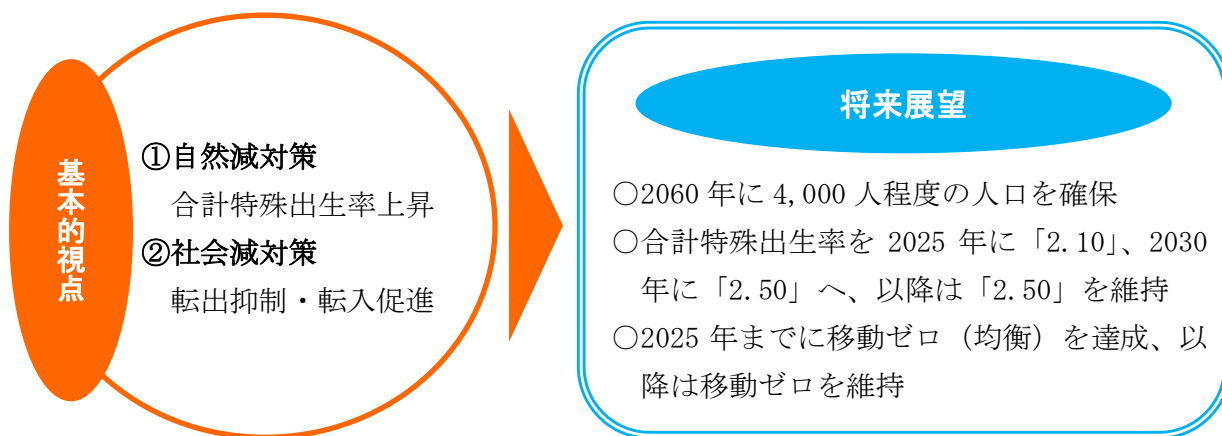 基本的視点
①自然減対策
合計特殊出生率上昇
②社会減対策
転出抑制・転入促進
将来展望
○2060 年に 4,000 人程度の人口を確保
○合計特殊出生率を 2025 年に「2.10」、2030
年に「2.50」へ、以降は「2.50」を維持
○2025 年までに移動ゼロ（均衡）を達成、以
降は移動ゼロを維持